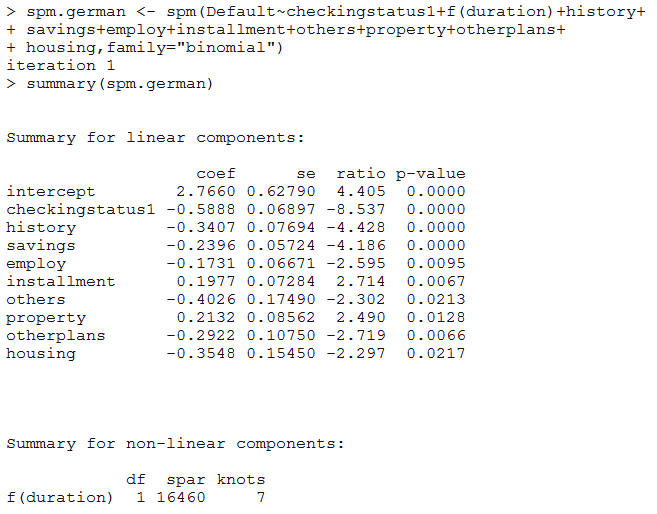 > spm.german <- spm(Default~checkingstatus1+f(duration)+history+
+ savings+employ+installment+others+property+otherplans+
+ housing,family="binomial")
iteration 1
> summary(spm.german)
Summary for linear components:
coef se ratio p-value
intercept 2.7660 0.62790 4.405 0.0000
checkingstatus1 -0.5888 0.06897 -8.537 0.0000
history -0.3407 0.07694 -4.428 0.0000
savings -0.2396 0.05724 -4.186 0.0000
employ -0.1731 0.06671 -2.595 0.0095
installment 0.1977 0.07284 2.714 0.0067
others -0.4026 0.17490 -2.302 0.0213
property 0.2132 0.08562 2.490 0.0128
otherplans -0.2922 0.10750 -2.719 0.0066
housing -0.3548 0.15450 -2.297 0.0217
Summary for non-linear components:
df spar knots
f(duration) 1 16460 7